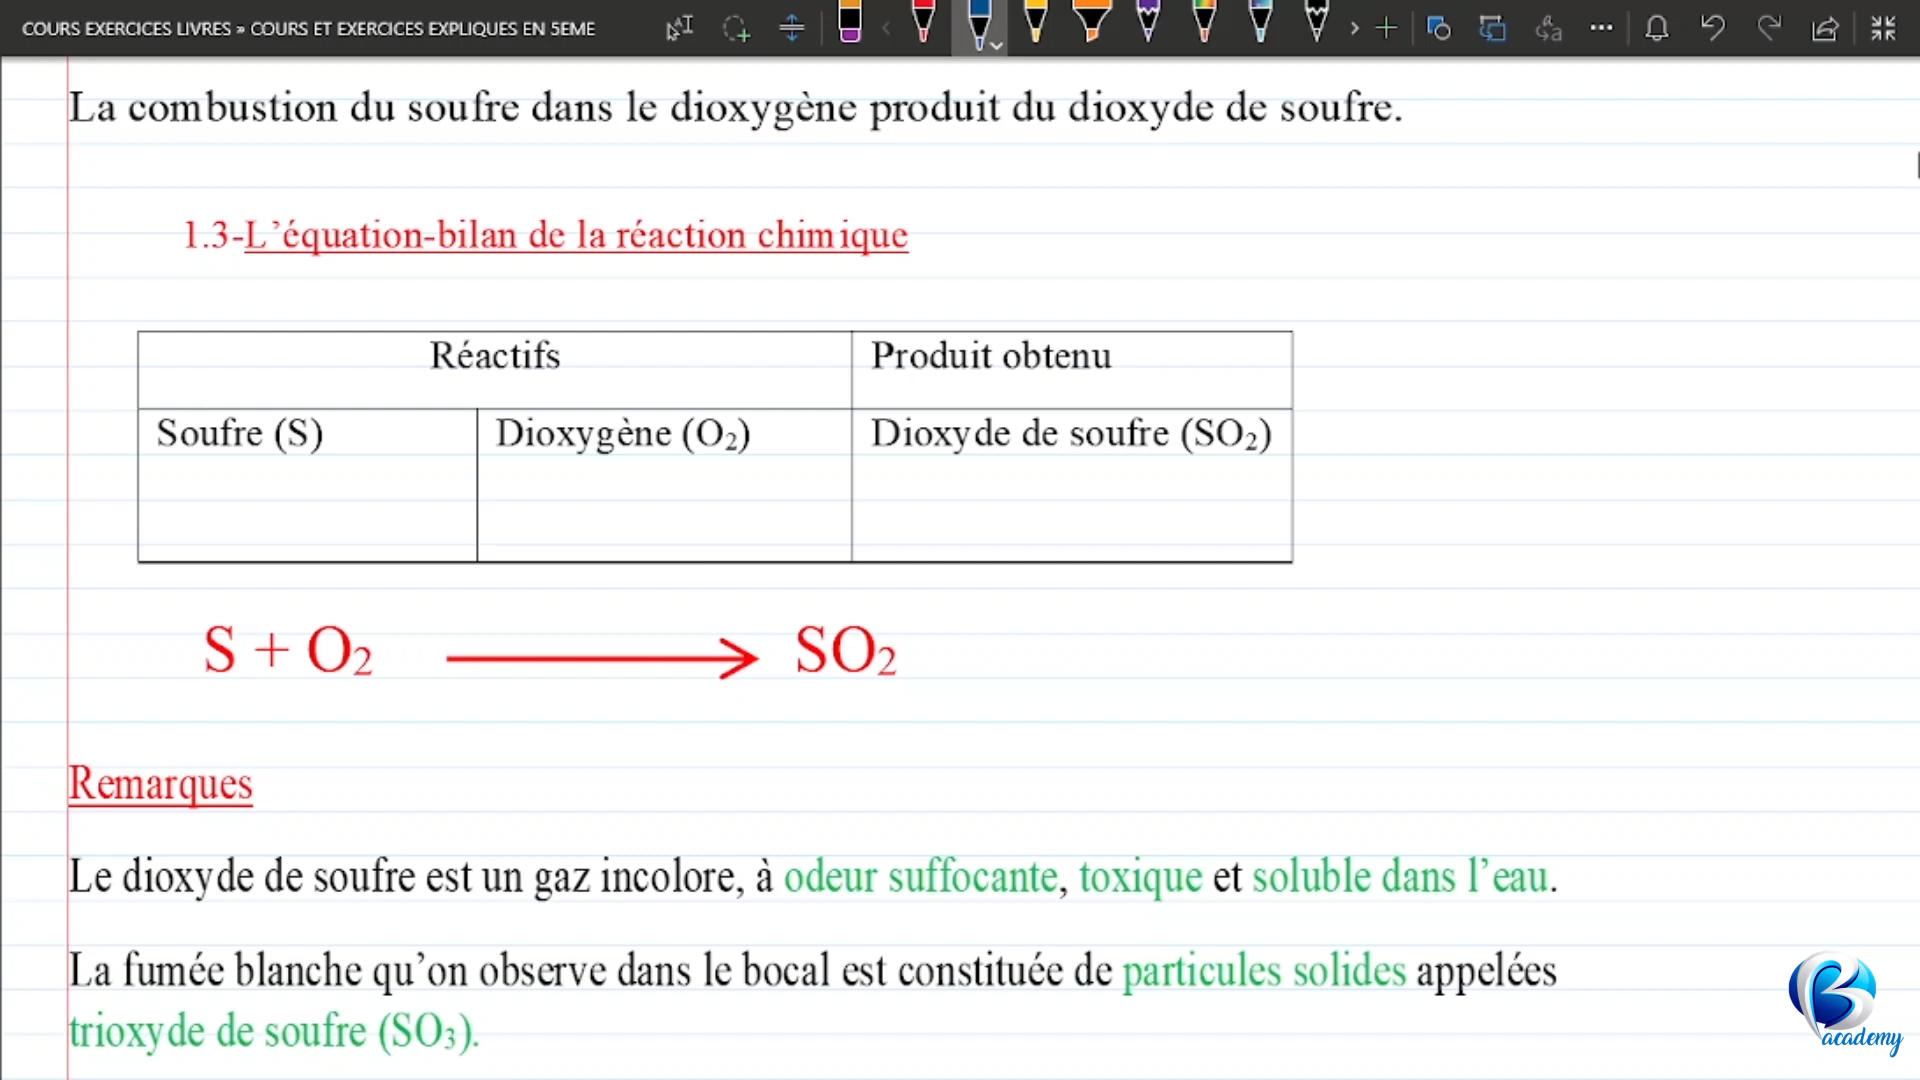 COURS EXERCICES LIVRES » COURS ET EXERCICES EXPLIQUES EN 5EME
La combustion du soufre dans le dioxygène produit du dioxyde de soufre.
1.3-L’équation-bilan de la réaction chimique
Réactifs Produit obtenu
Soufre (S) Dioxygène (O₂) Dioxyde de soufre (SO₂)
S + O₂ → SO₂
Remarques
Le dioxyde de soufre est un gaz incolore, à odeur suffocante, toxique et soluble dans l’eau.
La fumée blanche qu’on observe dans le bocal est constituée de particules solides appelées
trioxyde de soufre (SO₃).
B academy